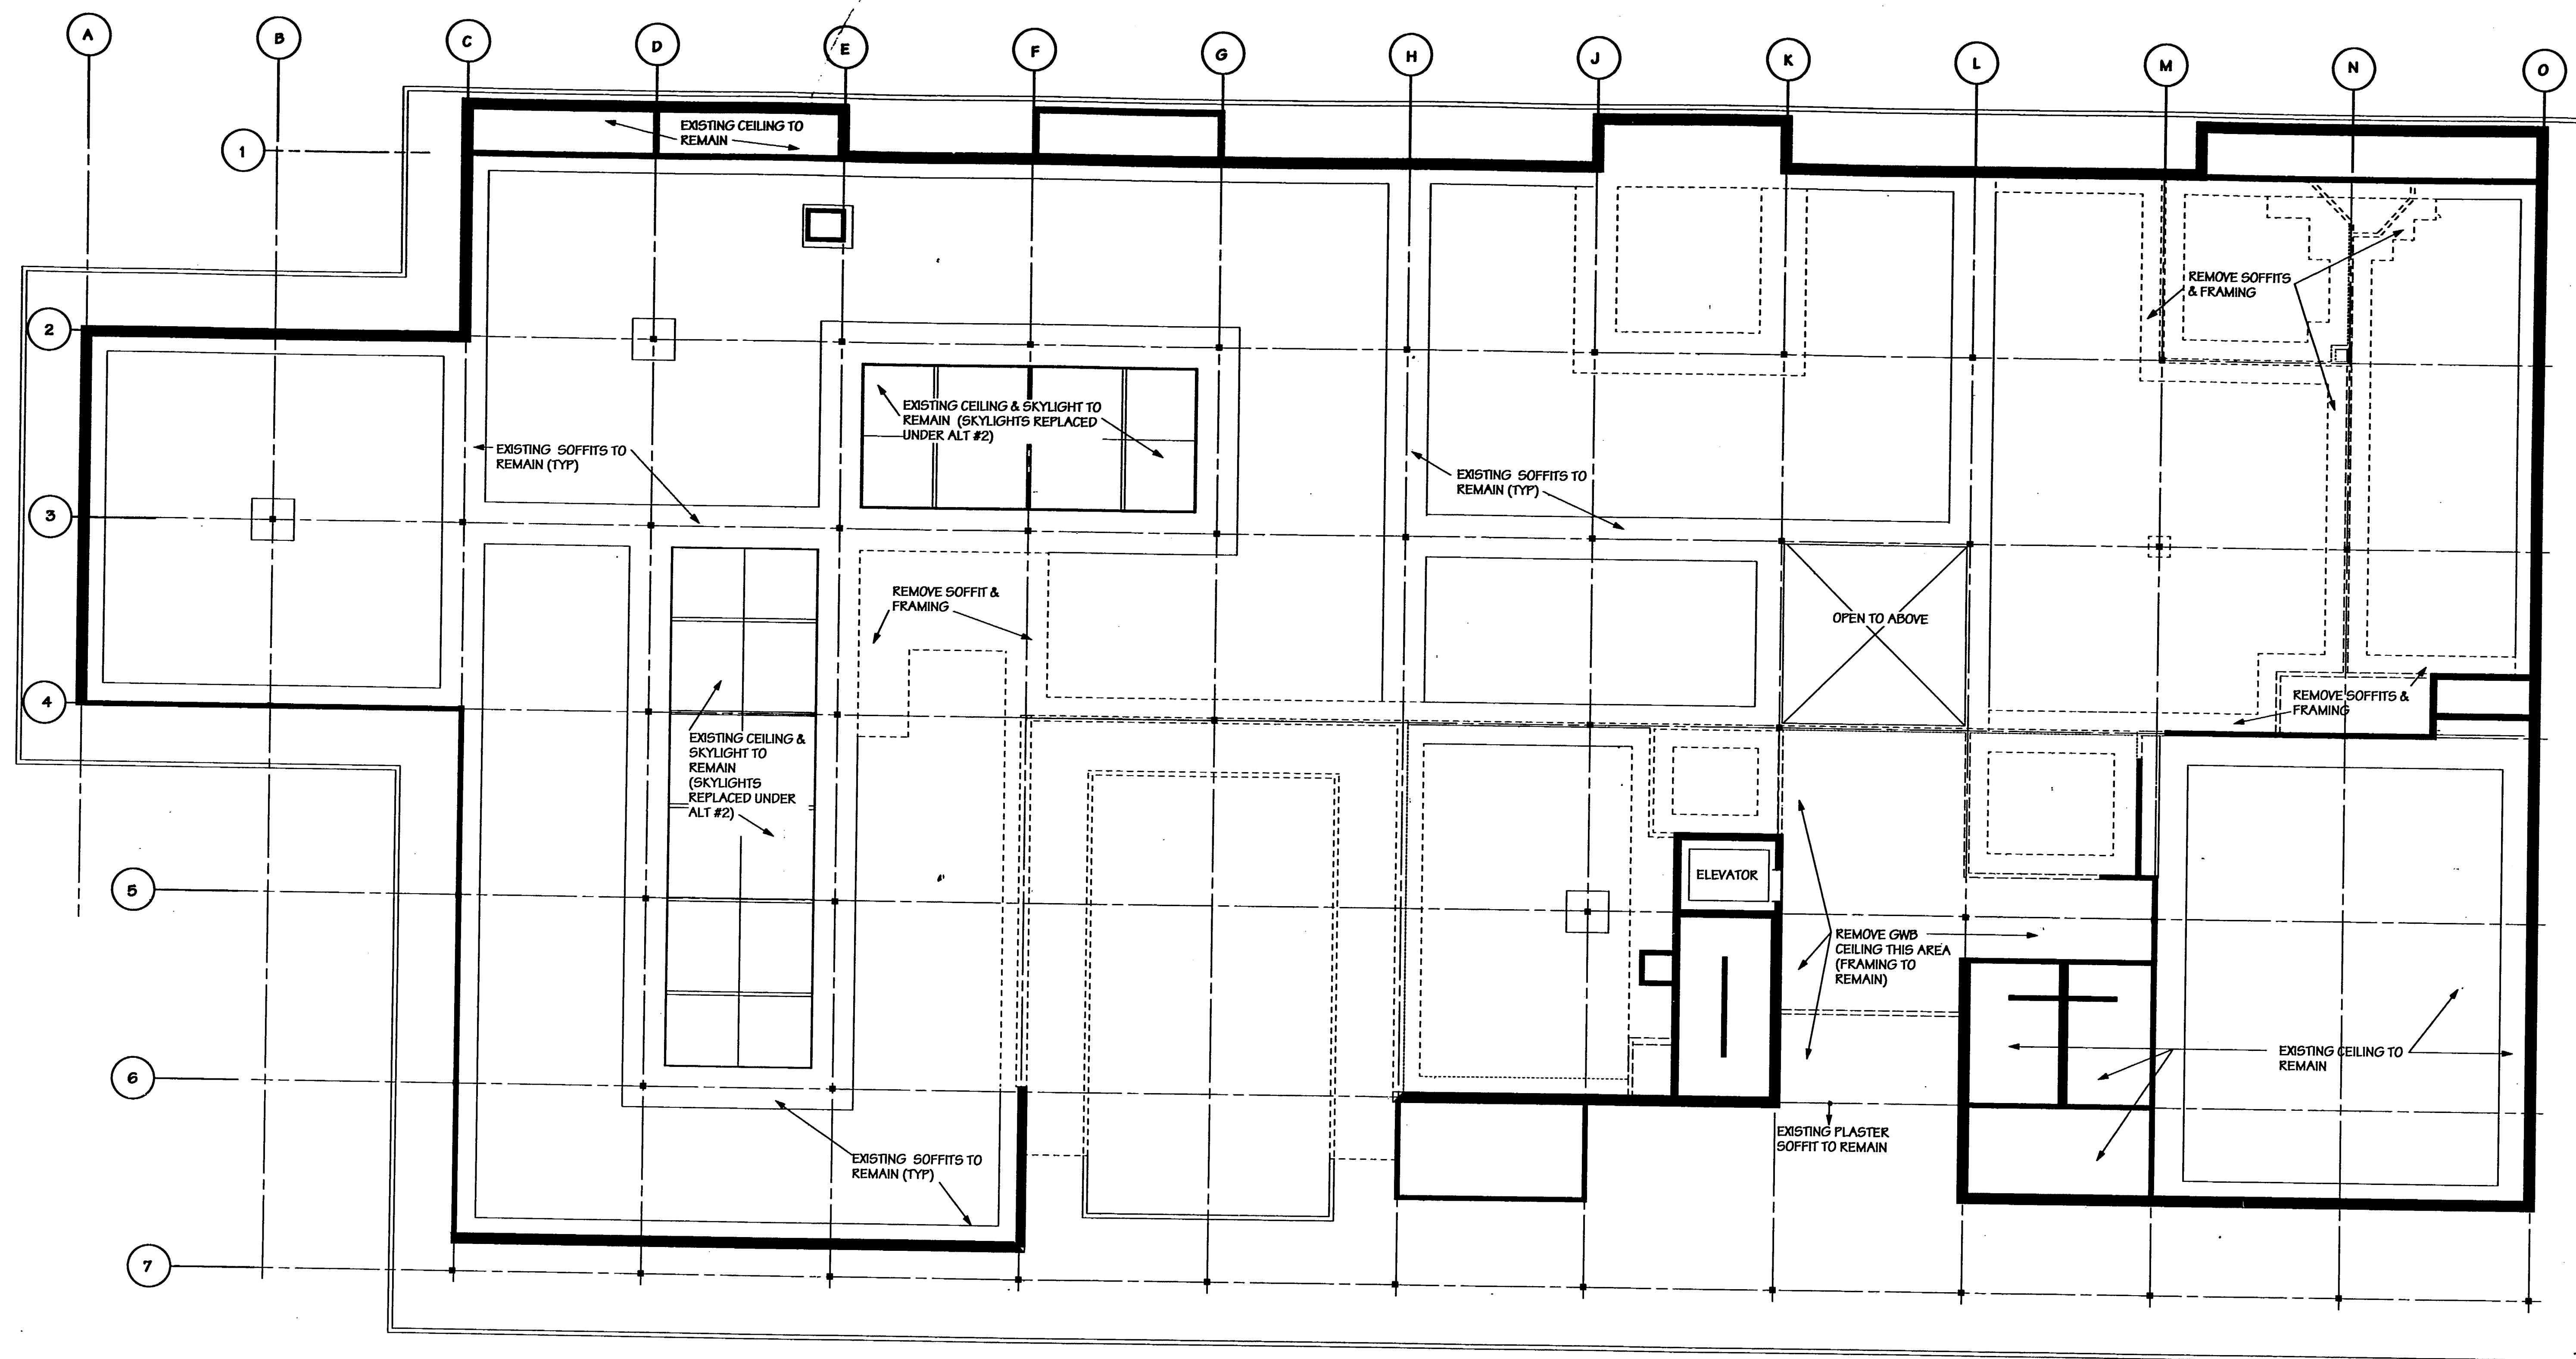 A
B
C
D
E
F
G
H
J
K
L
M
N
O
1
EXISTING CEILING TO
REMAIN
2
REMOVE SOFFITS
& FRAMING
EXISTING CEILING & SKYLIGHT TO
REMAIN (SKYLIGHTS REPLACED
UNDER ALT #2)
EXISTING SOFFITS TO
REMAIN (TYP)
EXISTING SOFFITS TO
REMAIN (TYP)
3
REMOVE SOFFIT &
FRAMING
OPEN TO ABOVE
4
REMOVE SOFFITS &
FRAMING
EXISTING CEILING &
SKYLIGHT TO
REMAIN
(SKYLIGHTS
REPLACED UNDER
ALT #2)
5
ELEVATOR
REMOVE GWB
CEILING THIS AREA
(FRAMING TO
REMAIN)
6
EXISTING CEILING TO
REMAIN
EXISTING PLASTER
SOFFIT TO REMAIN
EXISTING SOFFITS TO
REMAIN (TYP)
7